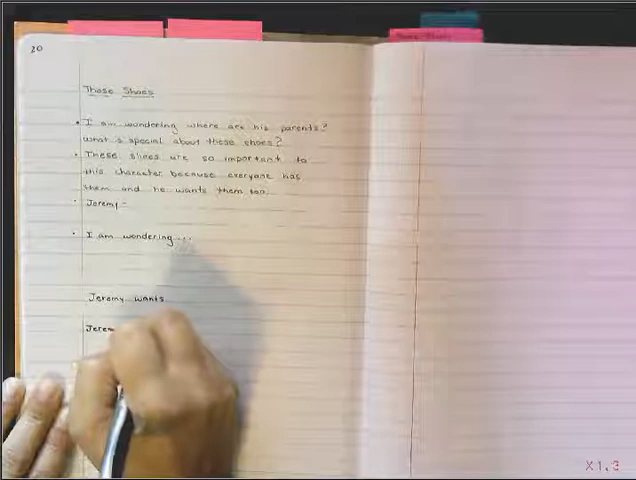 20
Those Shoes
• I am wondering where are his parents?
what's special about these shoes?
• These shoes are so important to
this character because everyone has
them and he wants them too.
• Jeremy-
• I am wondering...
Jeremy wants
Jerem
X1.3